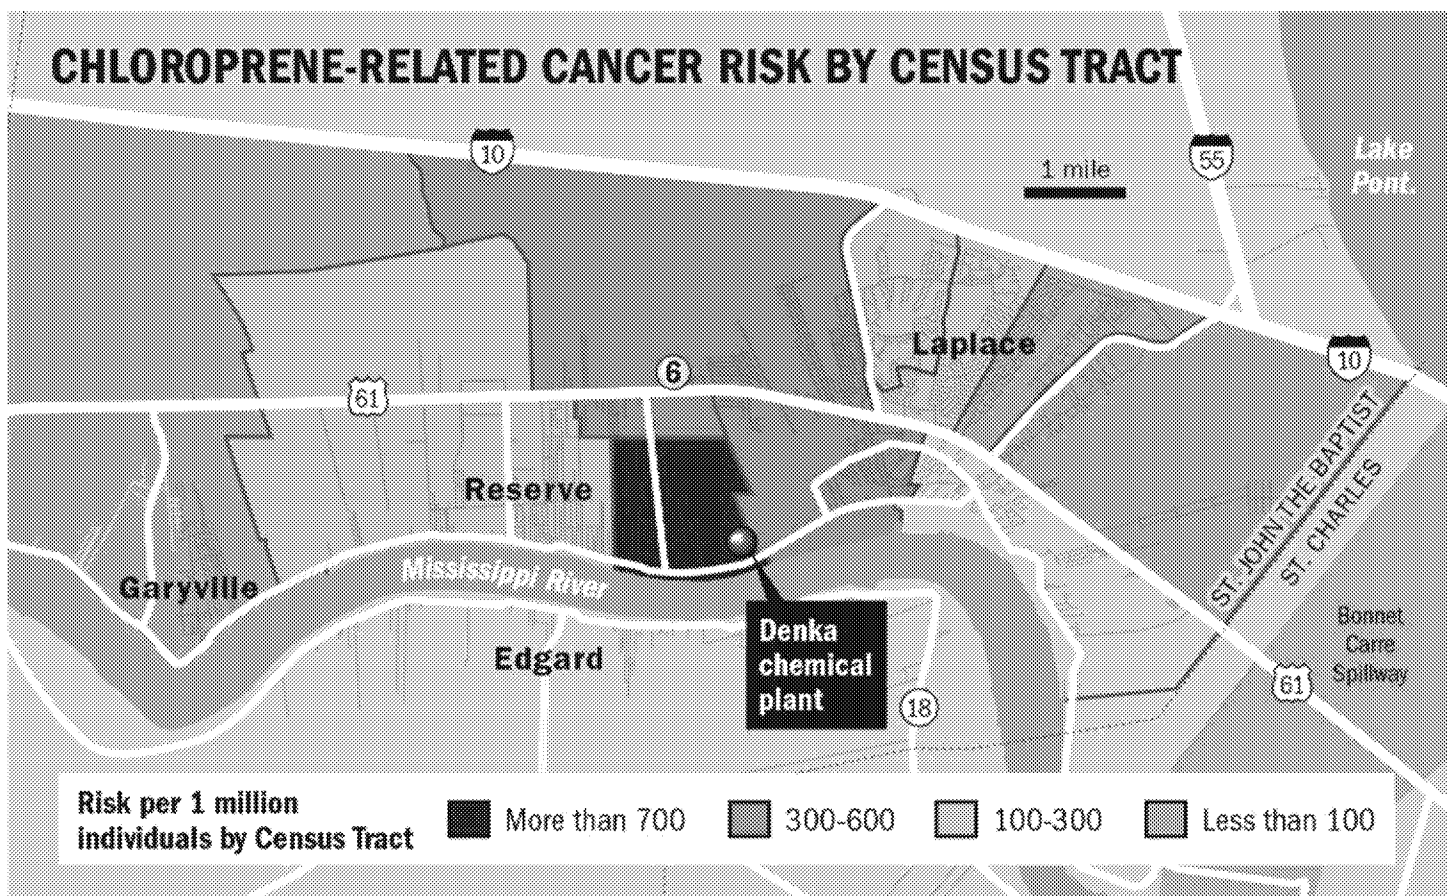 CHLOROPRENE-RELATED CANCER RISK BY CENSUS TRACT
10
55
Lake
Pont.
1 mile
Laplace
10
6
61
ST. JOHN THE BAPTIST
ST. CHARLES
Reserve
Mississippi River
Garyville
Bonnet
Carre
Spillway
Edgard
Denka
chemical
plant
61
18
Risk per 1 million
individuals by Census Tract
More than 700
300-600
100-300
Less than 100